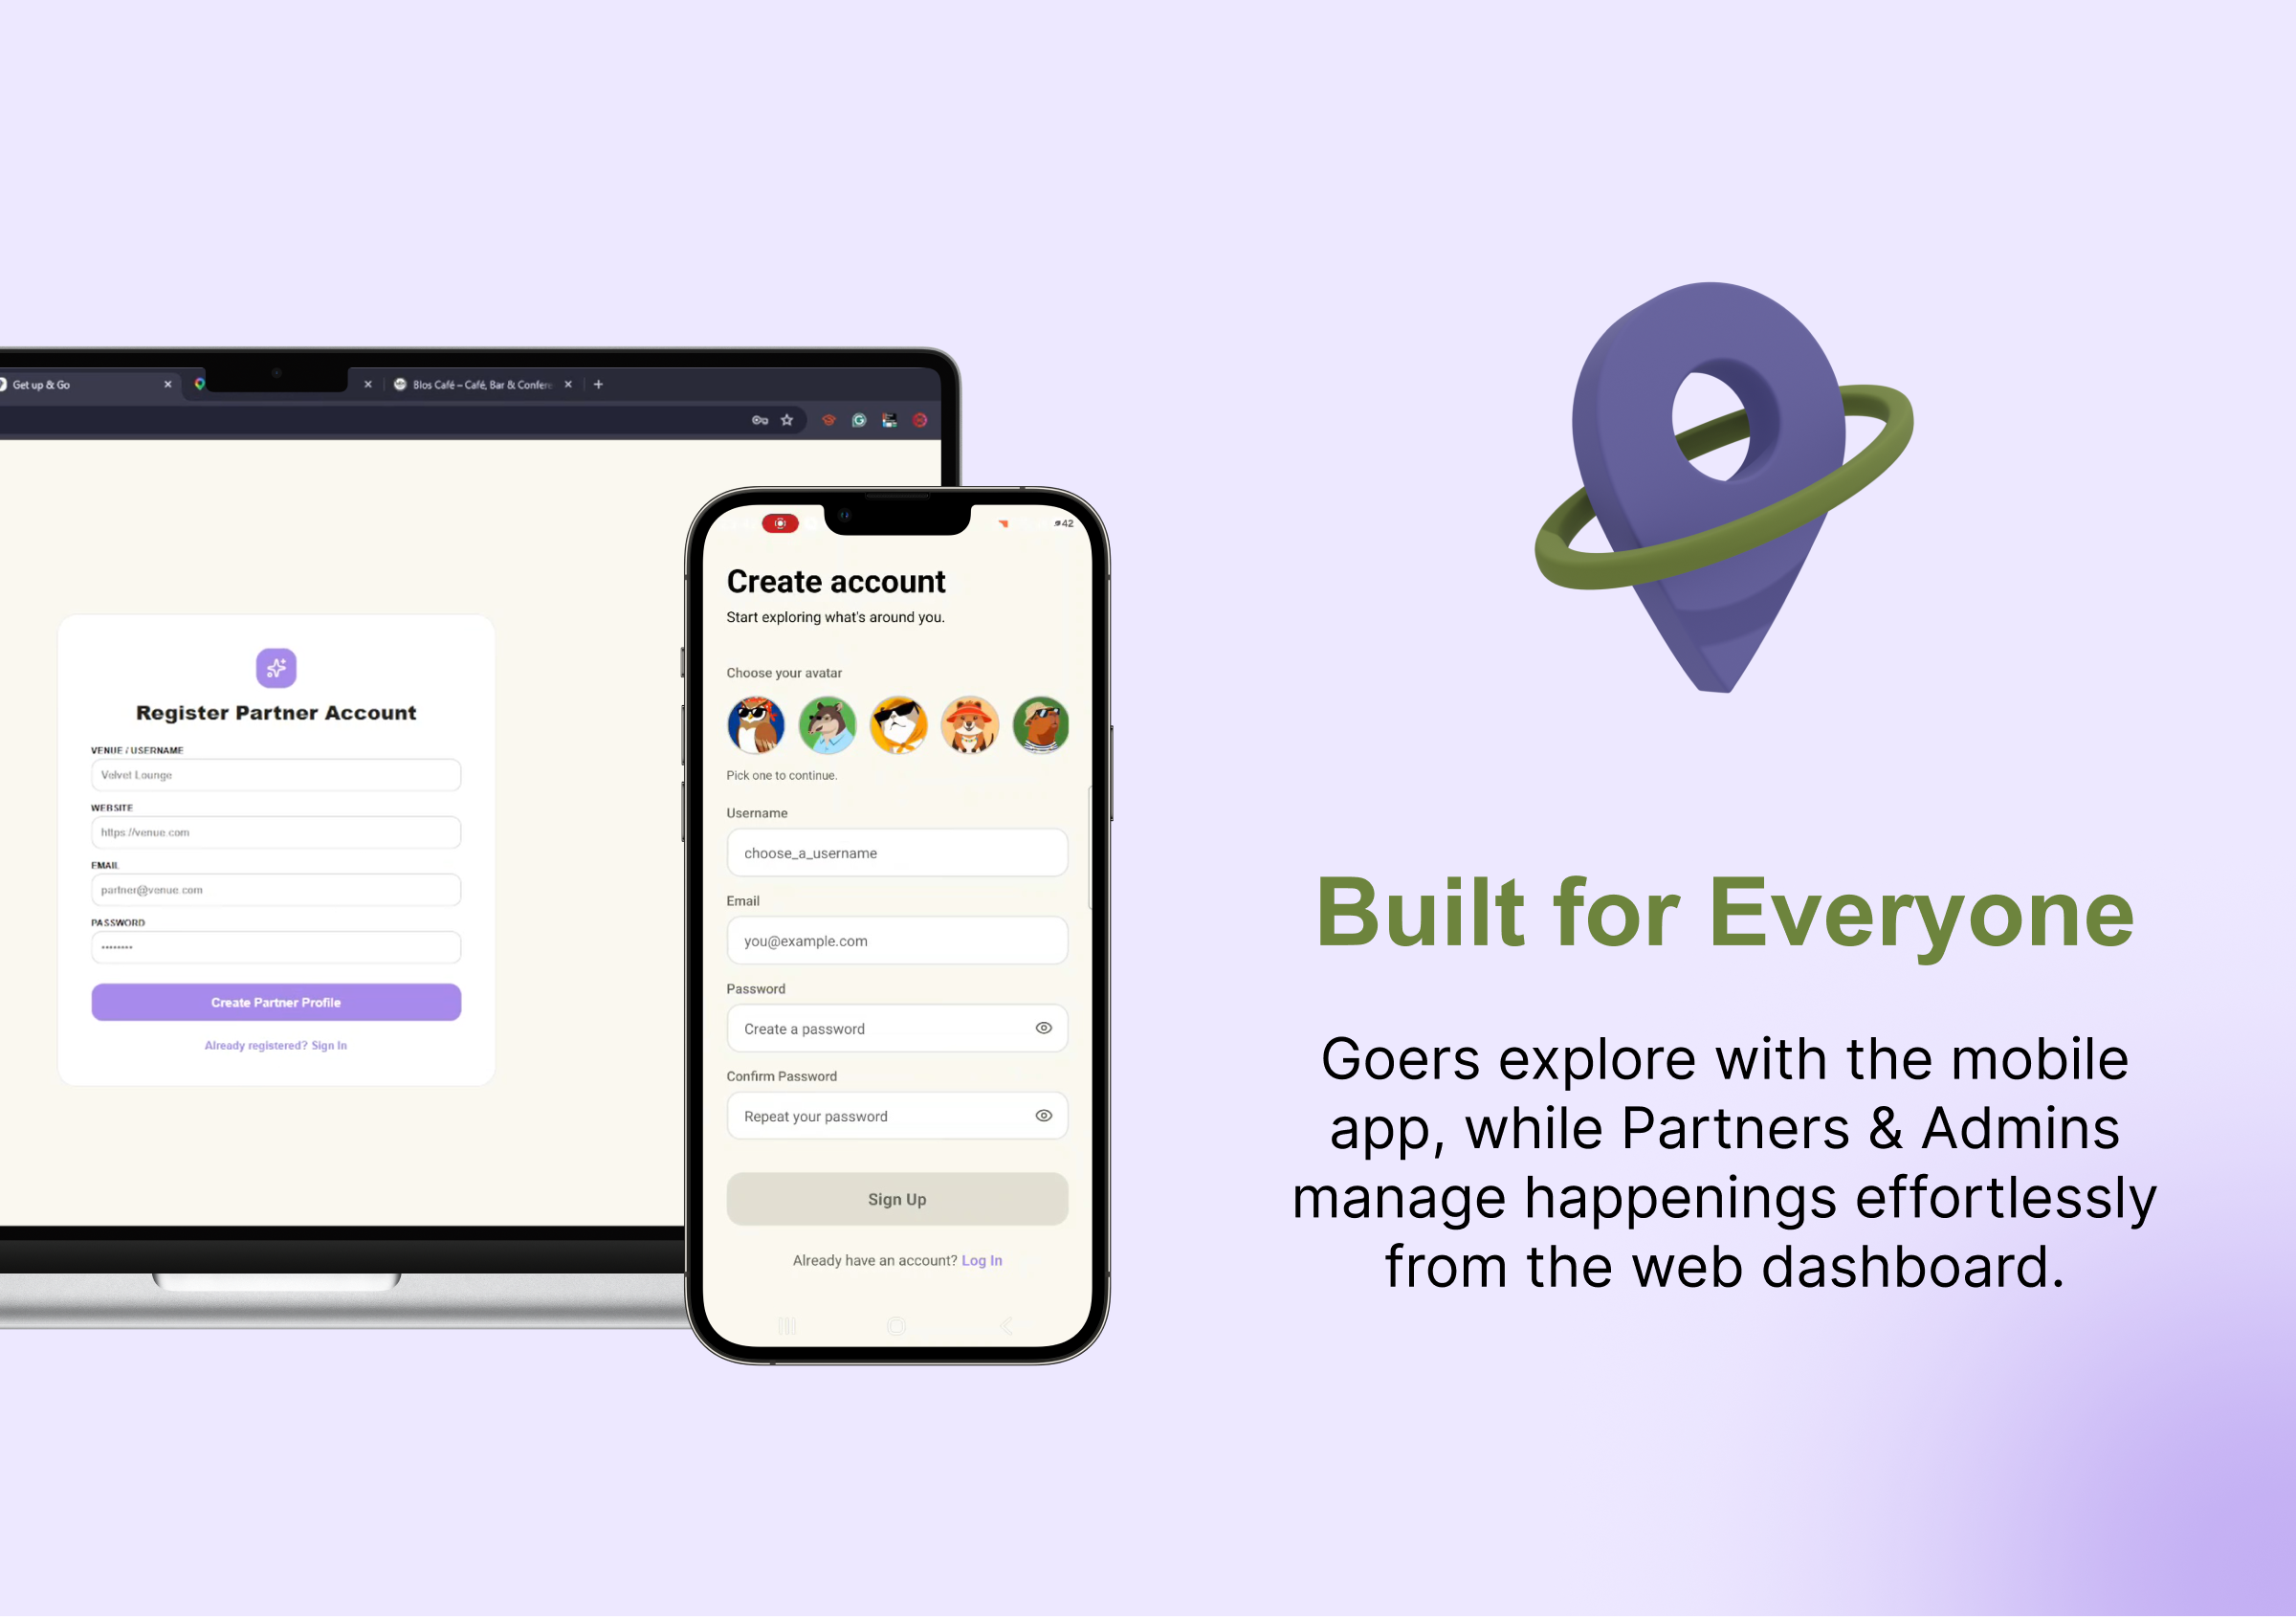 Get up & Go
Blos Café – Café, Bar & Confere
Register Partner Account
VENUE / USERNAME
Velvet Lounge
WEBSITE
https://venue.com
EMAIL
partner@venue.com
PASSWORD
Create Partner Profile
Already registered? Sign In
42
Create account
Start exploring what's around you.
Choose your avatar
Pick one to continue.
Username
choose_a_username
Email
you@example.com
Password
Create a password
Confirm Password
Repeat your password
Sign Up
Already have an account? Log In
Built for Everyone
Goers explore with the mobile
app, while Partners & Admins
manage happenings effortlessly
from the web dashboard.